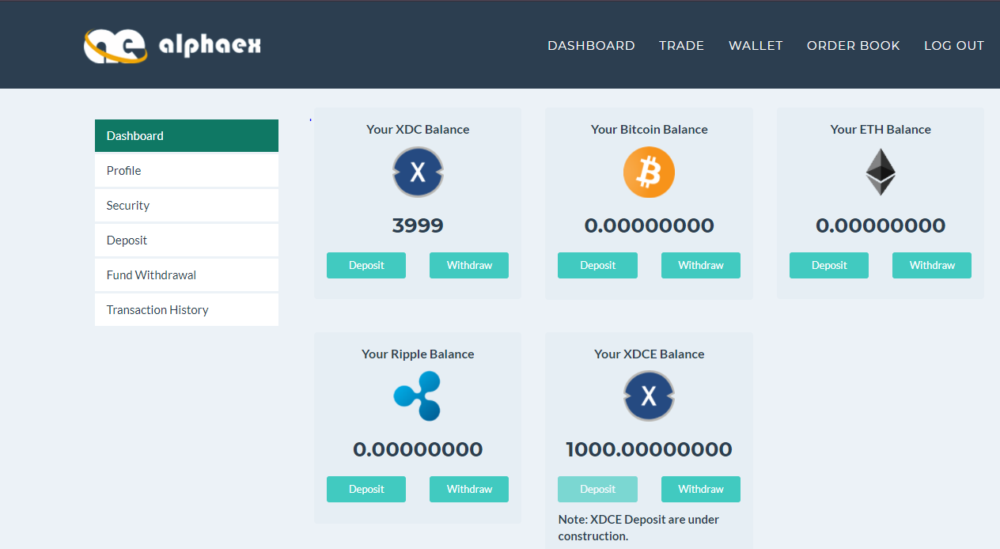 alphaex
DASHBOARD TRADE WALLET ORDER BOOK LOG OUT
Dashboard
Profile
Security
Deposit
Fund Withdrawal
Transaction History
Your XDC Balance
X
3999
Deposit Withdraw
Your Bitcoin Balance
0.00000000
Deposit Withdraw
Your ETH Balance
0.00000000
Deposit Withdraw
Your Ripple Balance
0.00000000
Deposit Withdraw
Your XDCE Balance
X
1000.00000000
Deposit Withdraw
Note: XDCE Deposit are under
construction.